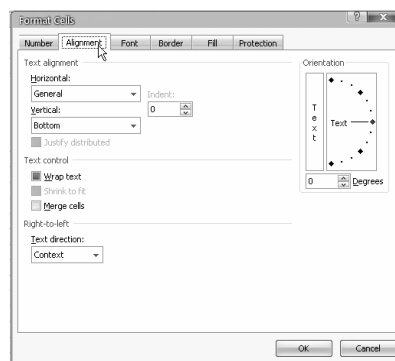 Format Cells
Number Alignment Font Border Fill Protection
Text alignment
Horizontal:
General
Indent:
Vertical:
0
Bottom
Justify distributed
Text control
Wrap text
Shrink to fit
Merge cells
Right-to-left
Text direction:
Context
Orientation
Text
Text
0 Degrees
OK Cancel